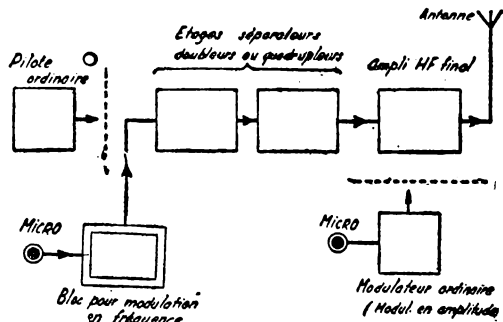 Antenne
Etages séparateurs
doubleurs ou quadrupleurs
Pilote
ordinaire
Ampli HF final
MICRO
MICRO
Bloc pour modulation
en fréquence
Modulateur ordinaire
(Modul. en amplitude)